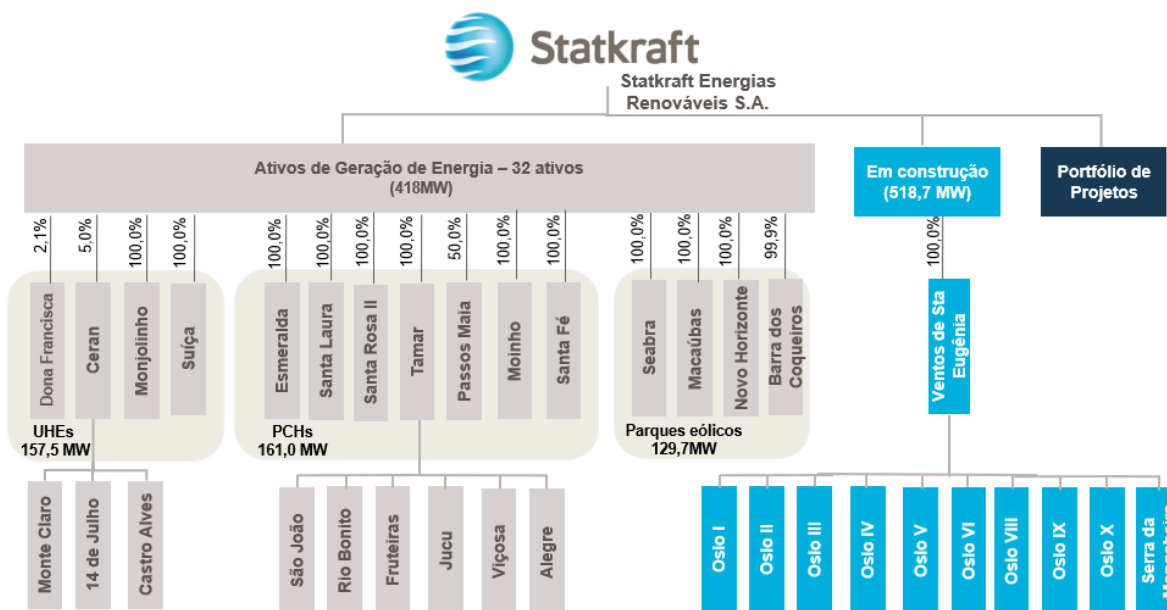 Statkraft
Statkraft Energias
Renováveis S.A.
Ativos de Geração de Energia – 32 ativos
(418MW)
Em construção
(518,7 MW)
Portfólio de
Projetos
2,1%
5,0%
100,0%
100,0%
100,0%
100,0%
100,0%
100,0%
50,0%
100,0%
100,0%
100,0%
100,0%
100,0%
99,9%
100,0%
Dona Francisca
Ceran
Monjolinho
Suíça
Esmeralda
Santa Laura
Santa Rosa II
Tamar
Passos Maia
Moinho
Santa Fé
Seabra
Macaúbas
Novo Horizonte
Barra dos
Coqueiros
Ventos de Sta
Eugênia
UHEs
157,5 MW
PCHs
161,0 MW
Parques eólicos
129,7MW
Monte Claro
14 de Julho
Castro Alves
São João
Rio Bonito
Fruteiras
Jucu
Viçosa
Alegre
Oslo I
Oslo II
Oslo III
Oslo IV
Oslo V
Oslo VI
Oslo VIII
Oslo IX
Oslo X
Serra da